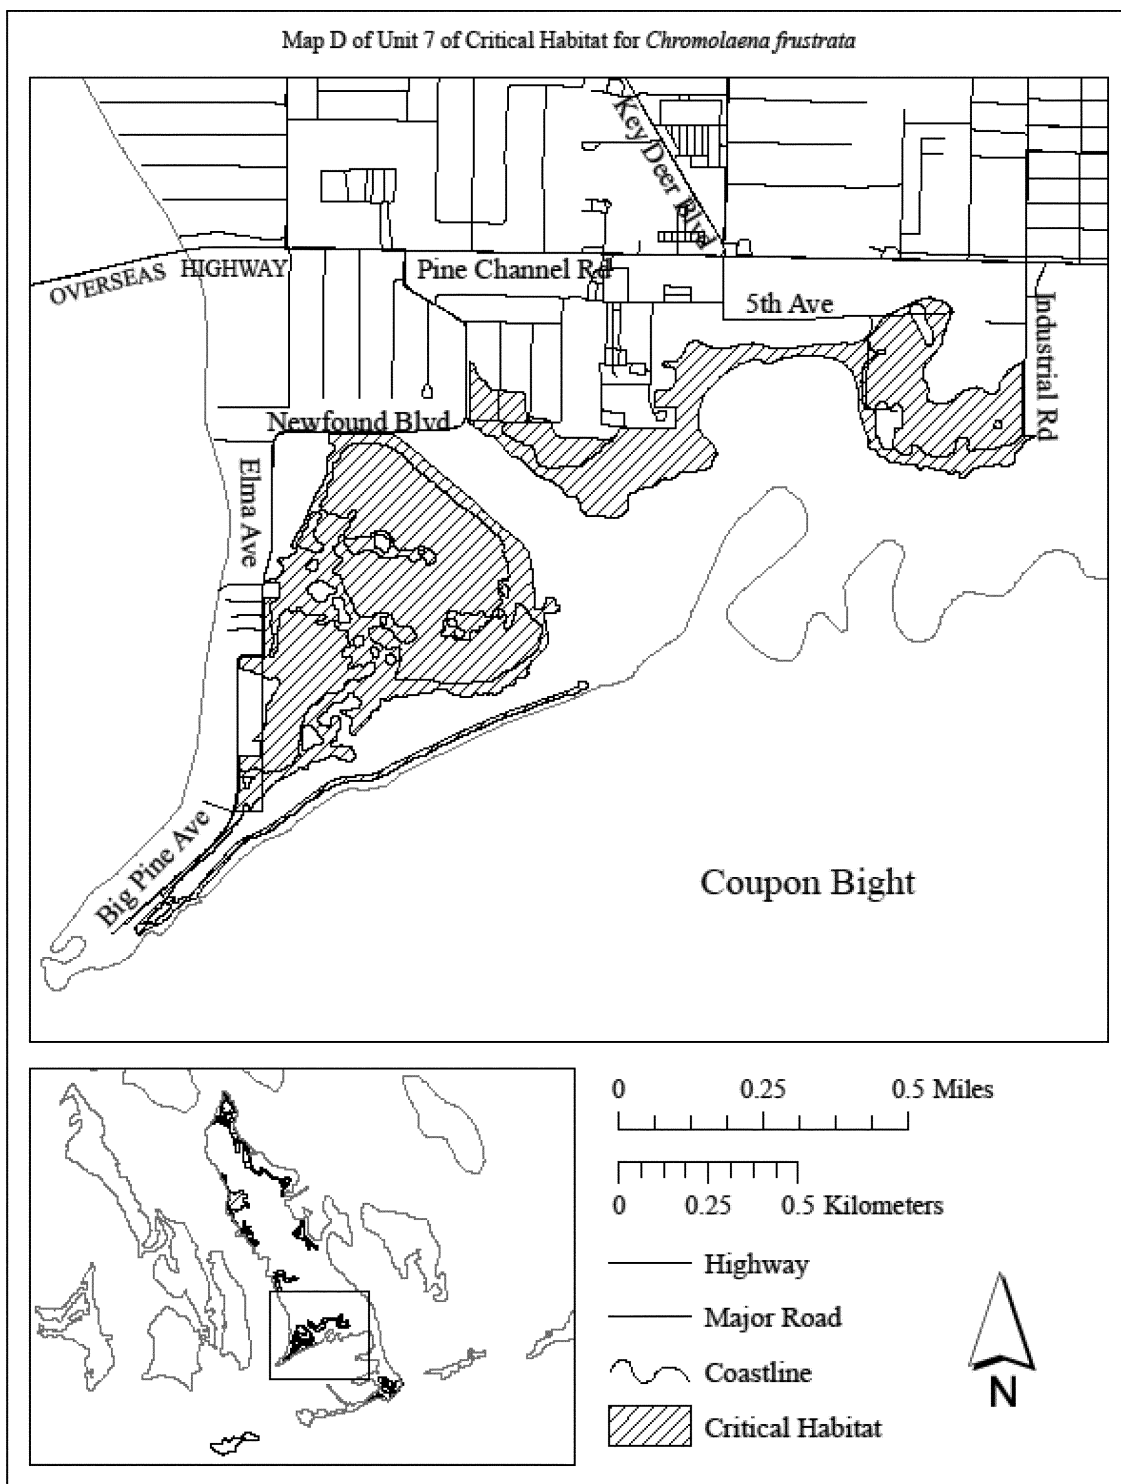 Map D of Unit 7 of Critical Habitat for Chromolaena frustrata
Key Deer Blvd
OVERSEAS HIGHWAY
Pine Channel Rd
5th Ave
Industrial Rd
Newfound Blvd
Elma Ave
Big Pine Ave
Coupon Bight
0 0.25 0.5 Miles
0 0.25 0.5 Kilometers
Highway
Major Road
Coastline
Critical Habitat
N